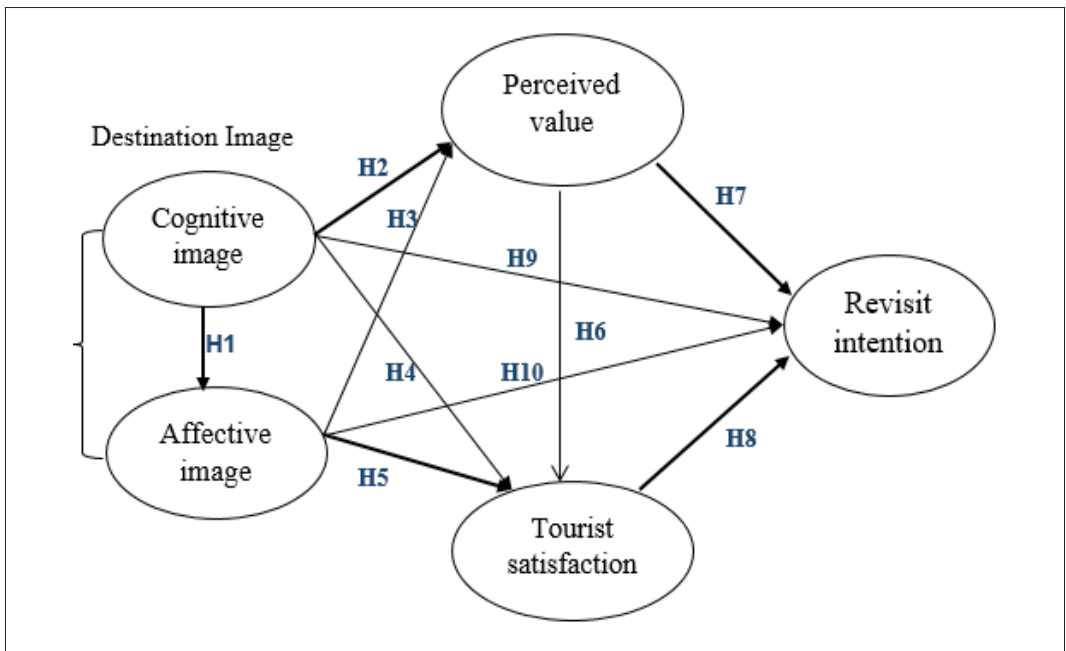 Perceived
value
Destination Image
H2
H7
Cognitive
image
H3
H9
Revisit
intention
H6
H1
H4
H10
Affective
image
H8
H5
Tourist
satisfaction